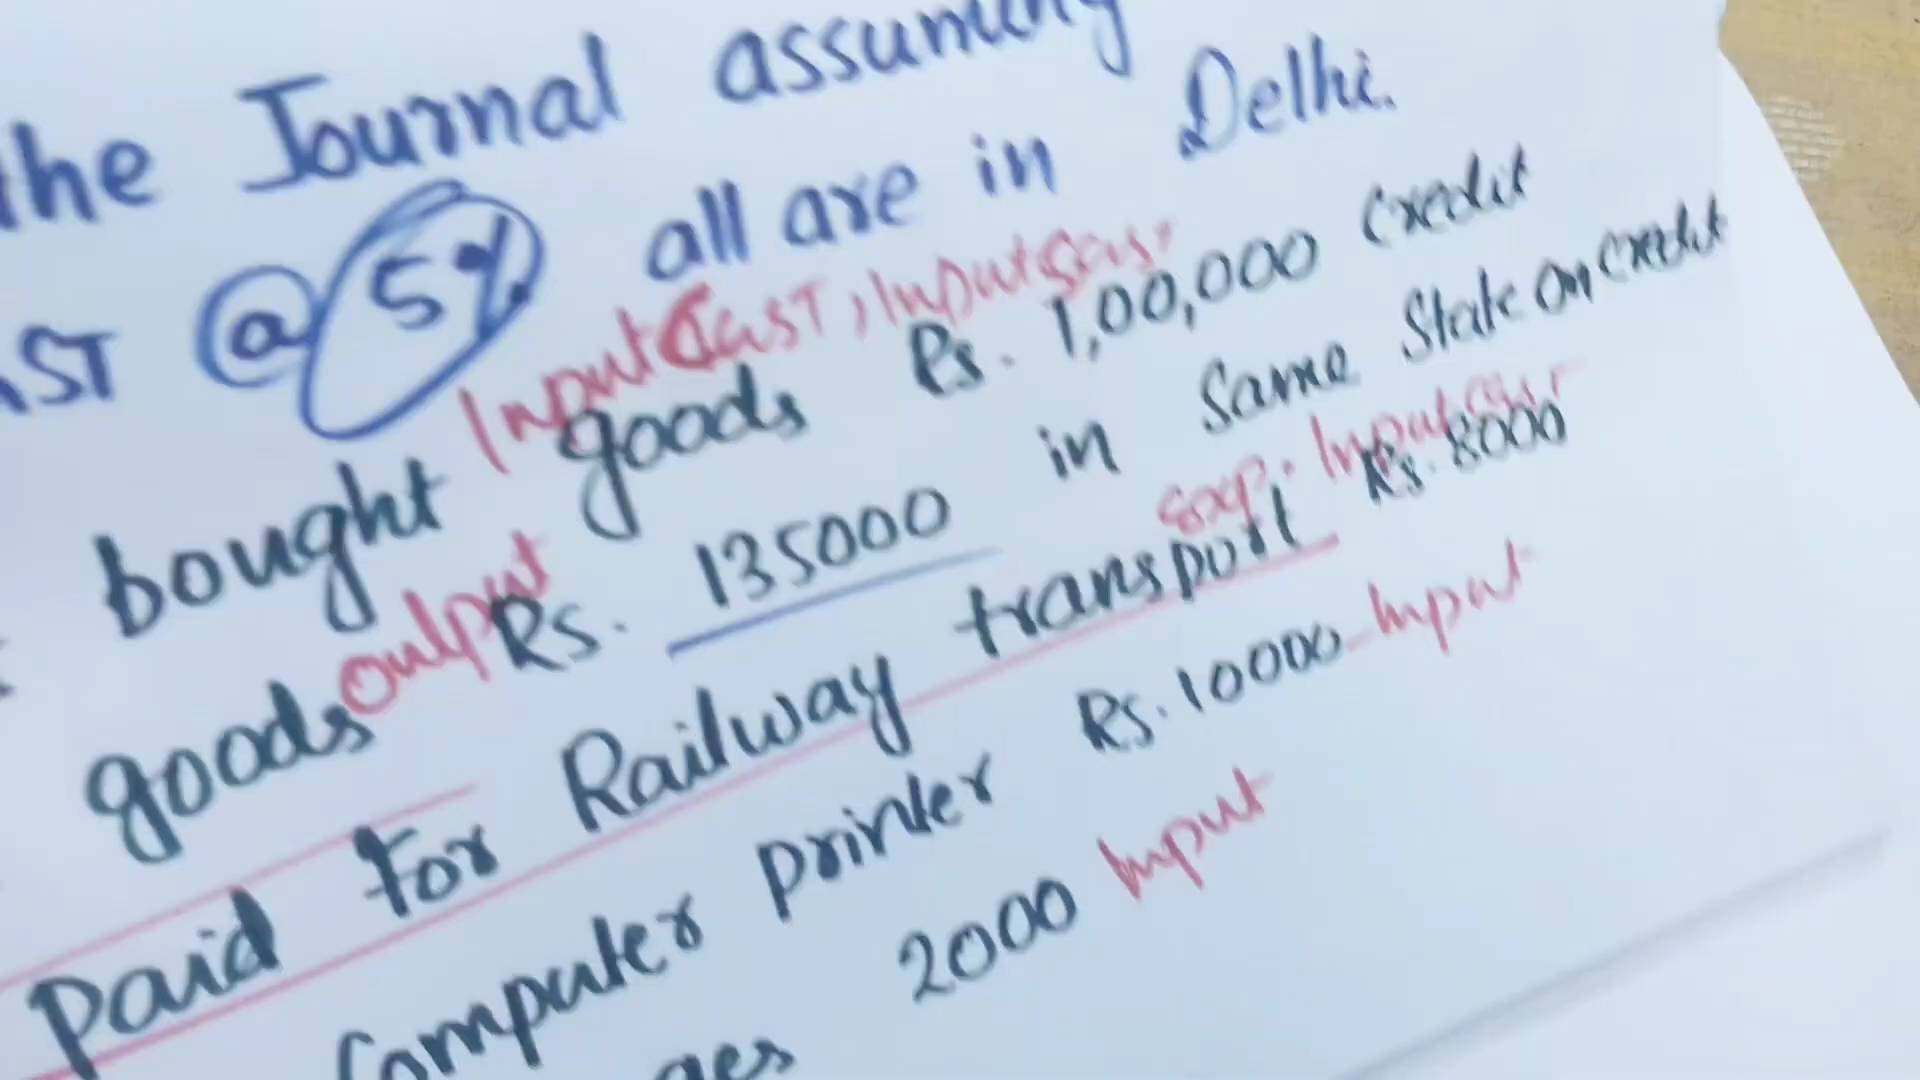 the Journal assuming
ST @ 5% all are in Delhi.
Input CGST, Input SGST
bought goods Rs. 1,00,000 credit
output
goods Rs. 135000 in Same State on credit
exp. Input CGST
Paid for Railway transport Rs. 8000
Computer printer Rs. 10000 Input
2000 Input